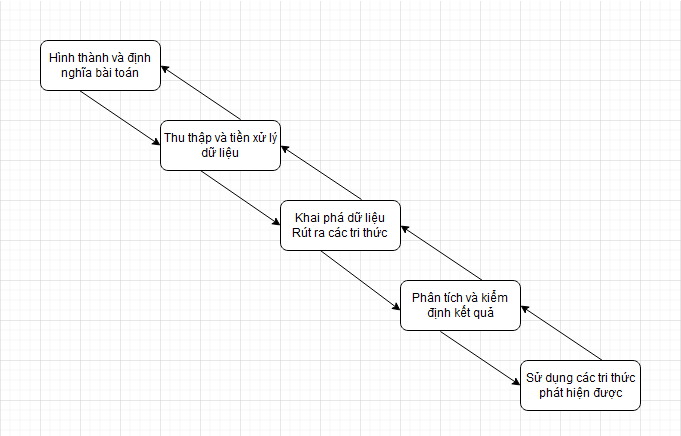 Hình thành và định
nghĩa bài toán
Thu thập và tiền xử lý
dữ liệu
Khai phá dữ liệu
Rút ra các tri thức
Phân tích và kiểm
định kết quả
Sử dụng các tri thức
phát hiện được